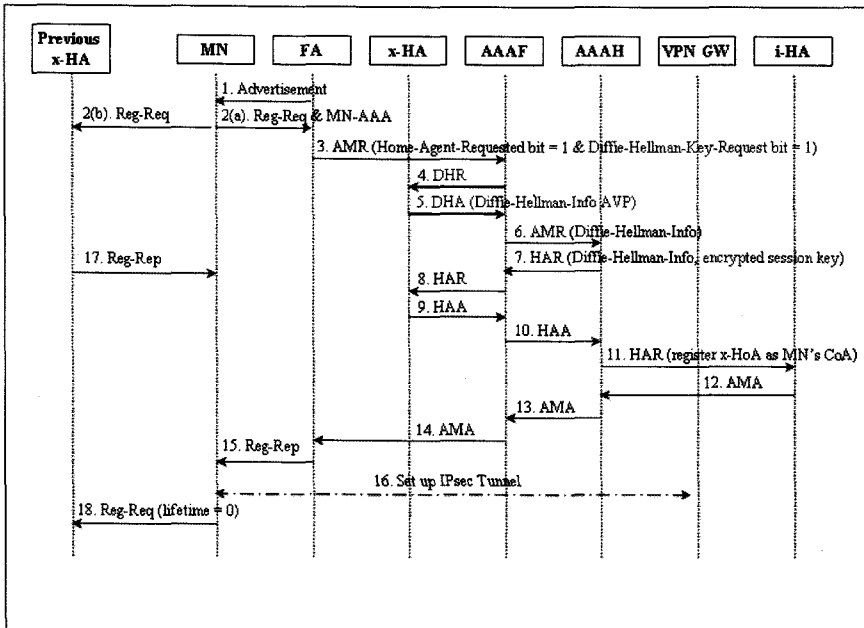 Previous x-HA
MN
FA
x-HA
AAAF
AAAH
VPN GW
i-HA
1. Advertisement
2(b). Reg-Req
2(a). Reg-Req & MN-AAA
3. AMR (Home-Agent-Requested bit = 1 & Diffie-Hellman-Key-Request bit = 1)
4. DHR
5. DHA (Diffie-Hellman-Info AVP)
6. AMR (Diffie-Hellman-Info)
17. Reg-Rep
7. HAR (Diffie-Hellman-Info, encrypted session key)
8. HAR
9. HAA
10. HAA
11. HAR (register x-HoA as MN's CoA)
12. AMA
13. AMA
14. AMA
15. Reg-Rep
16. Set up IPsec Tunnel
18. Reg-Req (lifetime = 0)